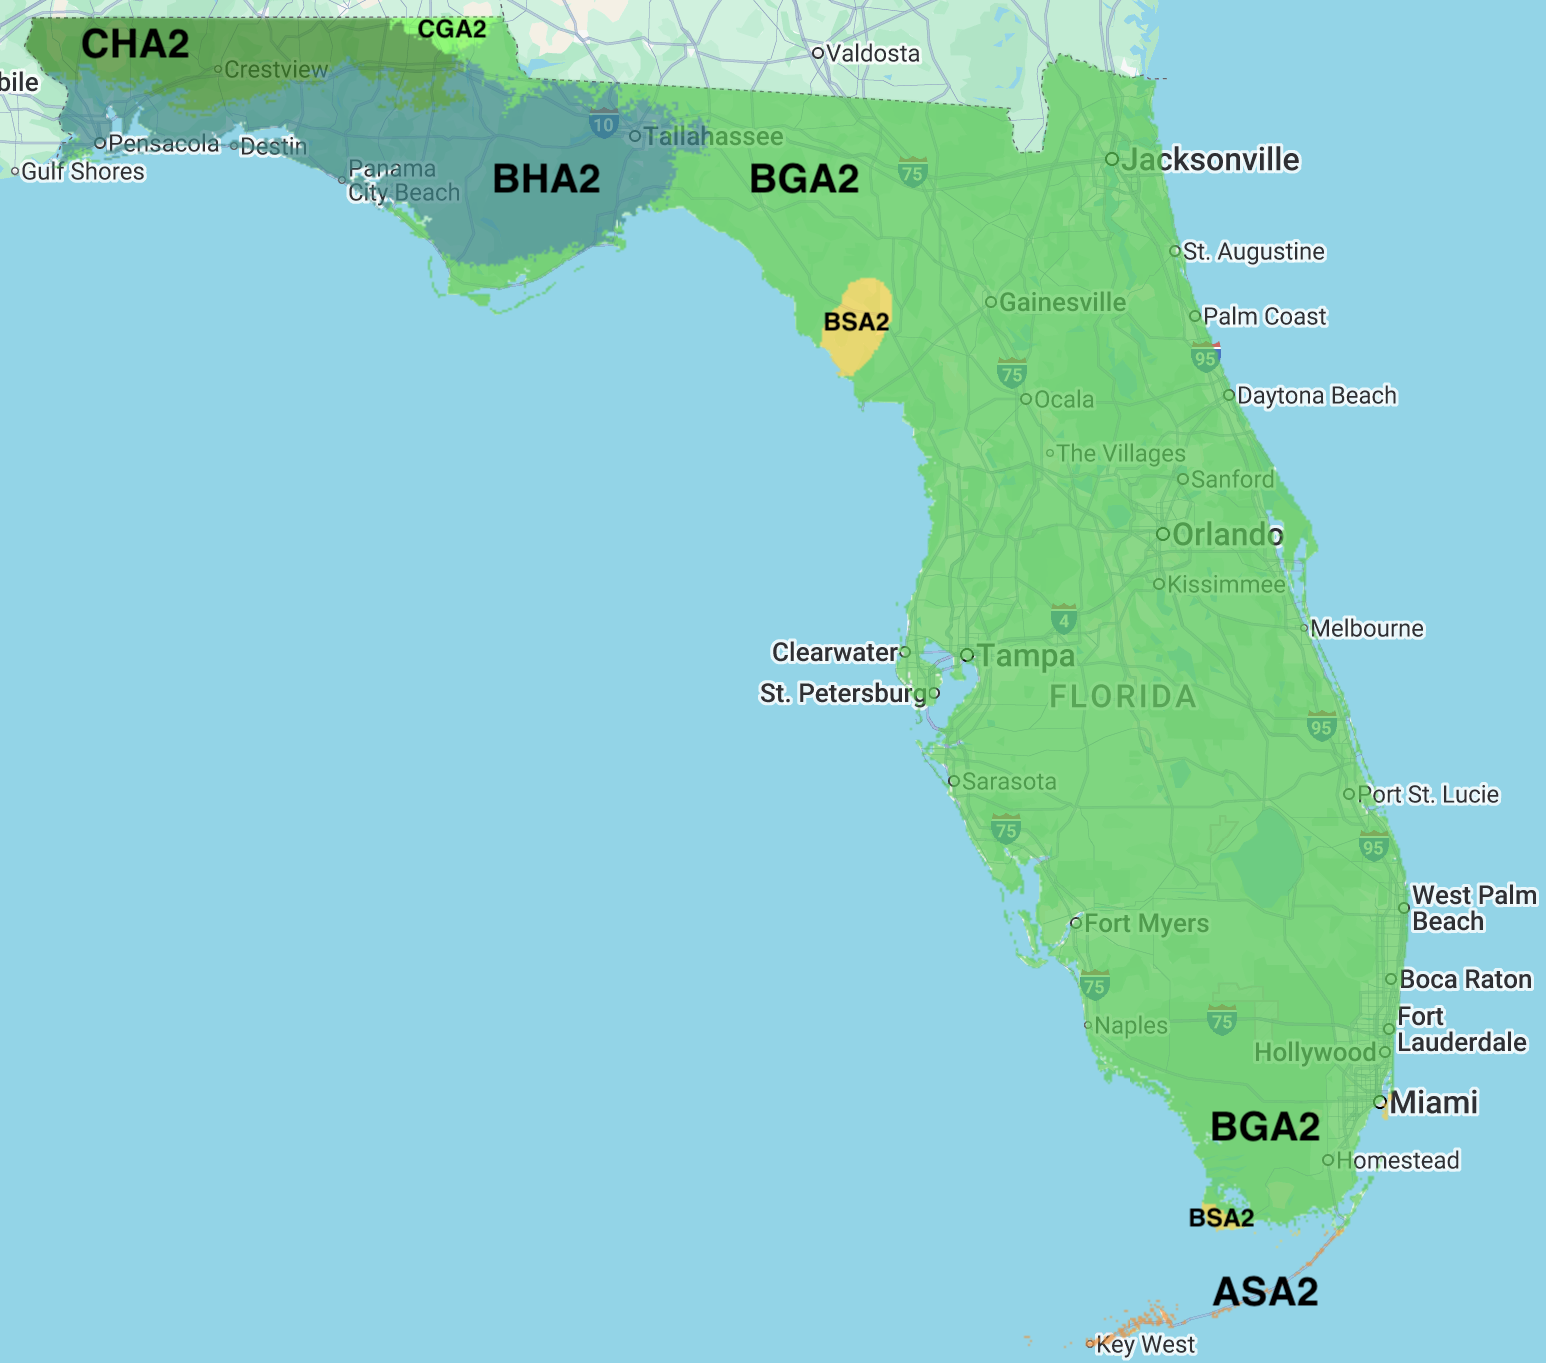 CHA2
CGA2
Crestview
Valdosta
bile
10
Pensacola
Destin
Tallahassee
Jacksonville
Gulf Shores
Panama
City Beach
BHA2
BGA2
75
St. Augustine
Gainesville
Palm Coast
BSA2
95
75
Ocala
Daytona Beach
The Villages
Sanford
Orlando
Kissimmee
4
Melbourne
Clearwater
Tampa
St. Petersburg
FLORIDA
95
Sarasota
Port St. Lucie
75
95
West Palm
Beach
Fort Myers
75
Boca Raton
Naples
75
Fort
Lauderdale
Hollywood
Miami
BGA2
Homestead
BSA2
ASA2
Key West